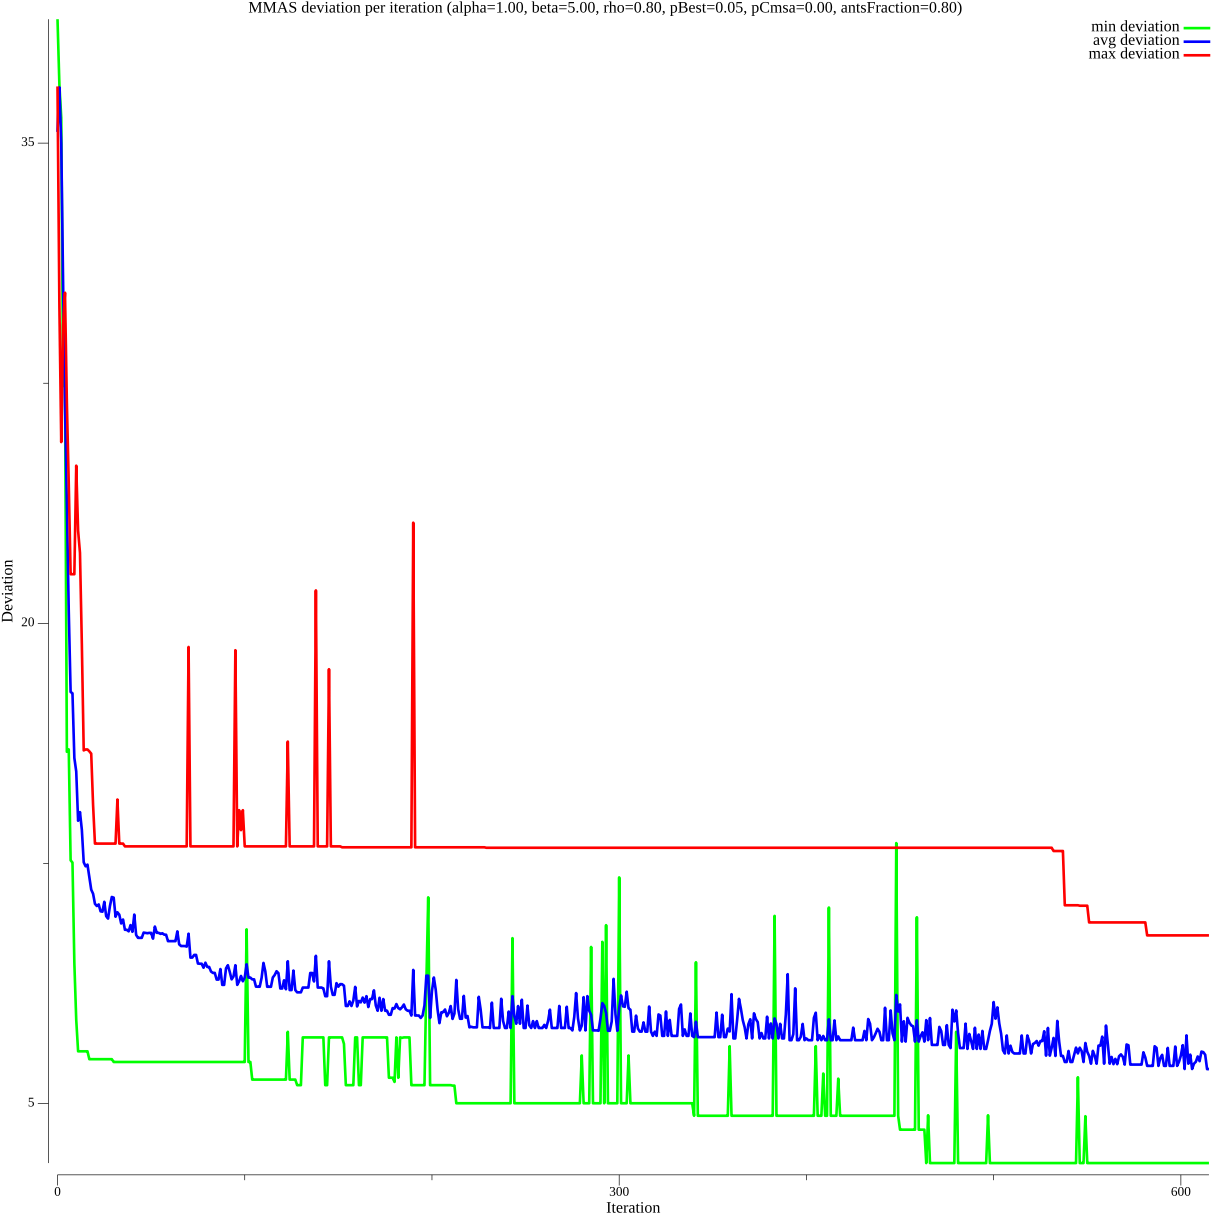 MMAS deviation per iteration (alpha=1.00, beta=5.00, rho=0.80, pBest=0.05, pCmsa=0.00, antsFraction=0.80)
min deviation
avg deviation
max deviation
35
20
5
Deviation
0
300
600
Iteration